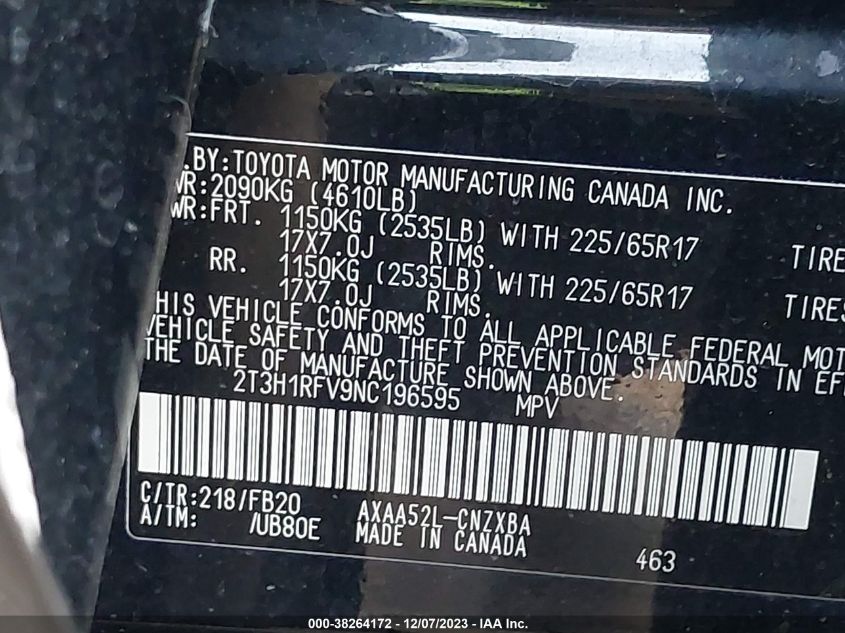 .BY:TOYOTA MOTOR MANUFACTURING CANADA INC.
WR:2090KG (4610LB)
WR:FRT. 1150KG (2535LB) WITH 225/65R17 TIRE
17X7.0J RIMS.
RR. 1150KG (2535LB) WITH 225/65R17 TIRES
17X7.0J RIMS.
HIS VEHICLE CONFORMS TO ALL APPLICABLE FEDERAL MOT
VEHICLE SAFETY AND THEFT PREVENTION STANDARDS IN EF
THE DATE OF MANUFACTURE SHOWN ABOVE.
2T3H1RFV9NC196595 MPV
C/TR:218/FB20 AXAA52L-CNZXBA
A/TM: /UB80E MADE IN CANADA
463
000-38264172 - 12/07/2023 - IAA Inc.